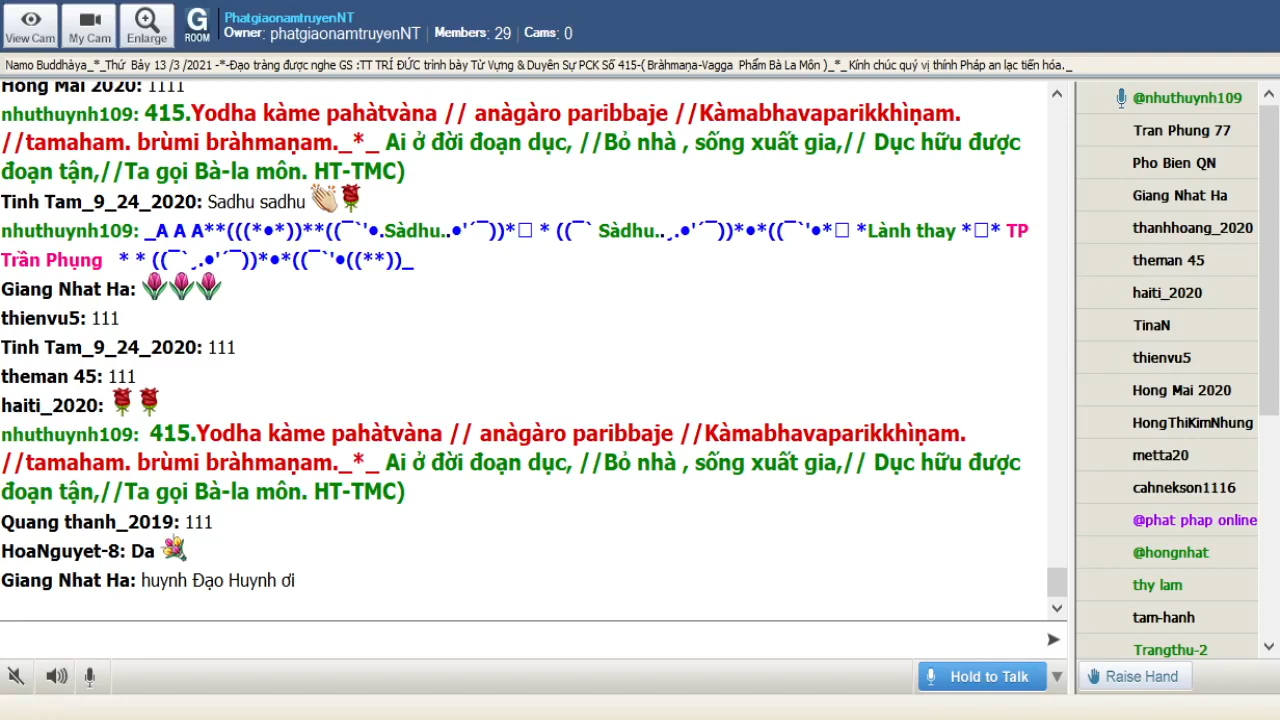 View Cam
My Cam
Enlarge
G ROOM
PhatgiaonamtruyenNT
Owner: phatgiaonamtruyenNT | Members: 29 | Cams: 0
Namo Buddhàya_*_Thứ Bảy 13 /3 /2021 -*-Đạo tràng được nghe GS :TT TRÍ ĐỨC trình bày Từ Vựng & Duyên Sự PCK Số 415-( Bràhmaṇa-Vagga Phẩm Bà La Môn )_*_ Kính chúc quý vị thính Pháp an lạc tiến hóa._
Hong Mai 2020: 1111
nhuthuynh109: 415.Yodha kàme pahàtvàna // anàgàro paribbaje //Kàmabhavaparikkhìṇam.
//tamaham. brùmi bràhmaṇam._*_ Ai ở đời đoạn dục, //Bỏ nhà , sống xuất gia,// Dục hữu được
đoạn tận,//Ta gọi Bà-la môn. HT-TMC)
Tinh Tam_9_24_2020: Sadhu sadhu
nhuthuynh109: _A A A**(((*•*))**((¯`'•.Sàdhu..•'´¯))*□ * ((¯` Sàdhu..¸.•'´¯))*•*((¯`'•*□ *Lành thay *□* TP
Trần Phụng * * ((¯`¸.•'´¯))*•*((¯`'•((**))_
Giang Nhat Ha:
thienvu5: 111
Tinh Tam_9_24_2020: 111
theman 45: 111
haiti_2020:
nhuthuynh109: 415.Yodha kàme pahàtvàna // anàgàro paribbaje //Kàmabhavaparikkhìṇam.
//tamaham. brùmi bràhmaṇam._*_ Ai ở đời đoạn dục, //Bỏ nhà , sống xuất gia,// Dục hữu được
đoạn tận,//Ta gọi Bà-la môn. HT-TMC)
Quang thanh_2019: 111
HoaNguyet-8: Da
Giang Nhat Ha: huynh Đạo Huynh ơi
Hold to Talk
@nhuthuynh109
Tran Phung 77
Pho Bien QN
Giang Nhat Ha
thanhhoang_2020
theman 45
haiti_2020
TinaN
thienvu5
Hong Mai 2020
HongThiKimNhung
metta20
cahnekson1116
@phat phap online
@hongnhat
thy lam
tam-hanh
Trangthu-2
Raise Hand